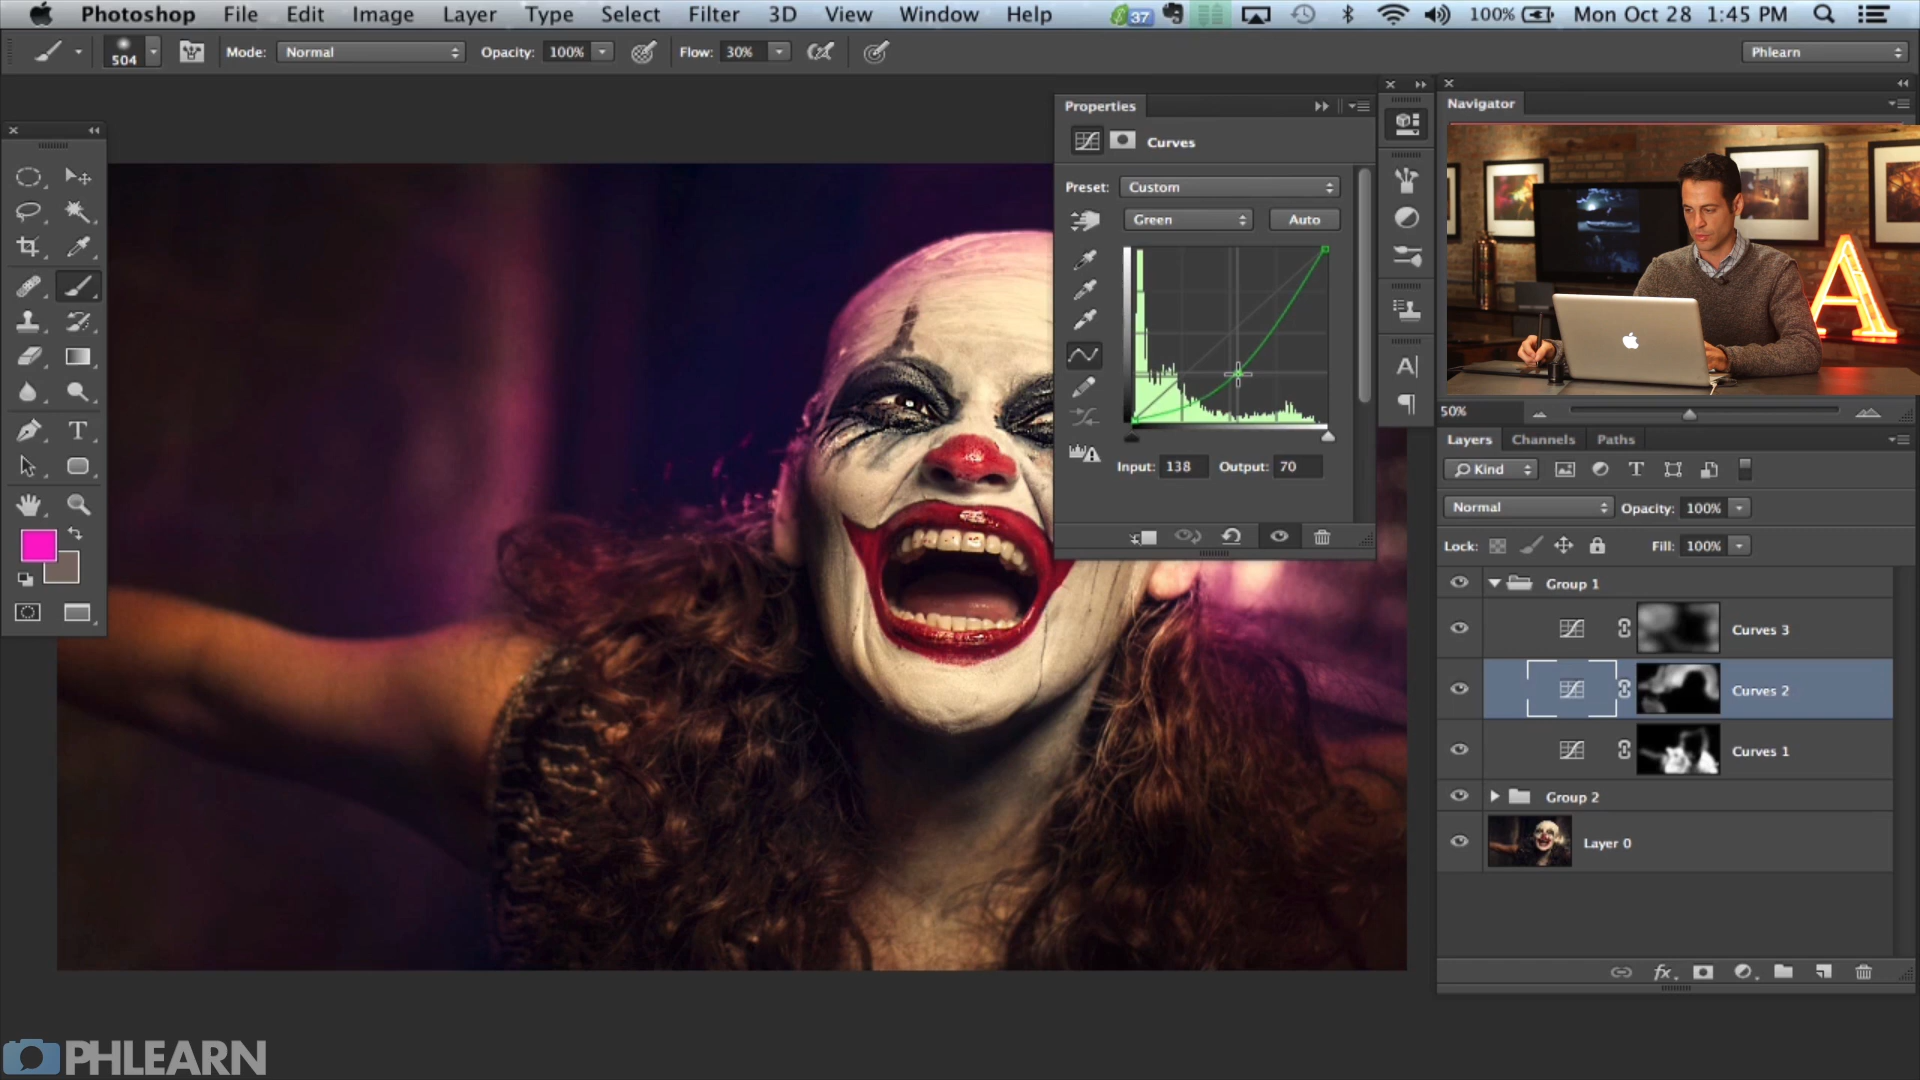 Photoshop File Edit Image Layer Type Select Filter 3D View Window Help 37 100% Mon Oct 28 1:45 PM
504 Mode: Normal Opacity: 100% Flow: 30% Phlearn
Properties
Curves
Preset: Custom
Green Auto
Input: 138 Output: 70
Navigator
A
50%
Layers Channels Paths
Kind
Normal Opacity: 100%
Lock: Fill: 100%
Group 1
Curves 3
Curves 2
Curves 1
Group 2
Layer 0
PHLEARN